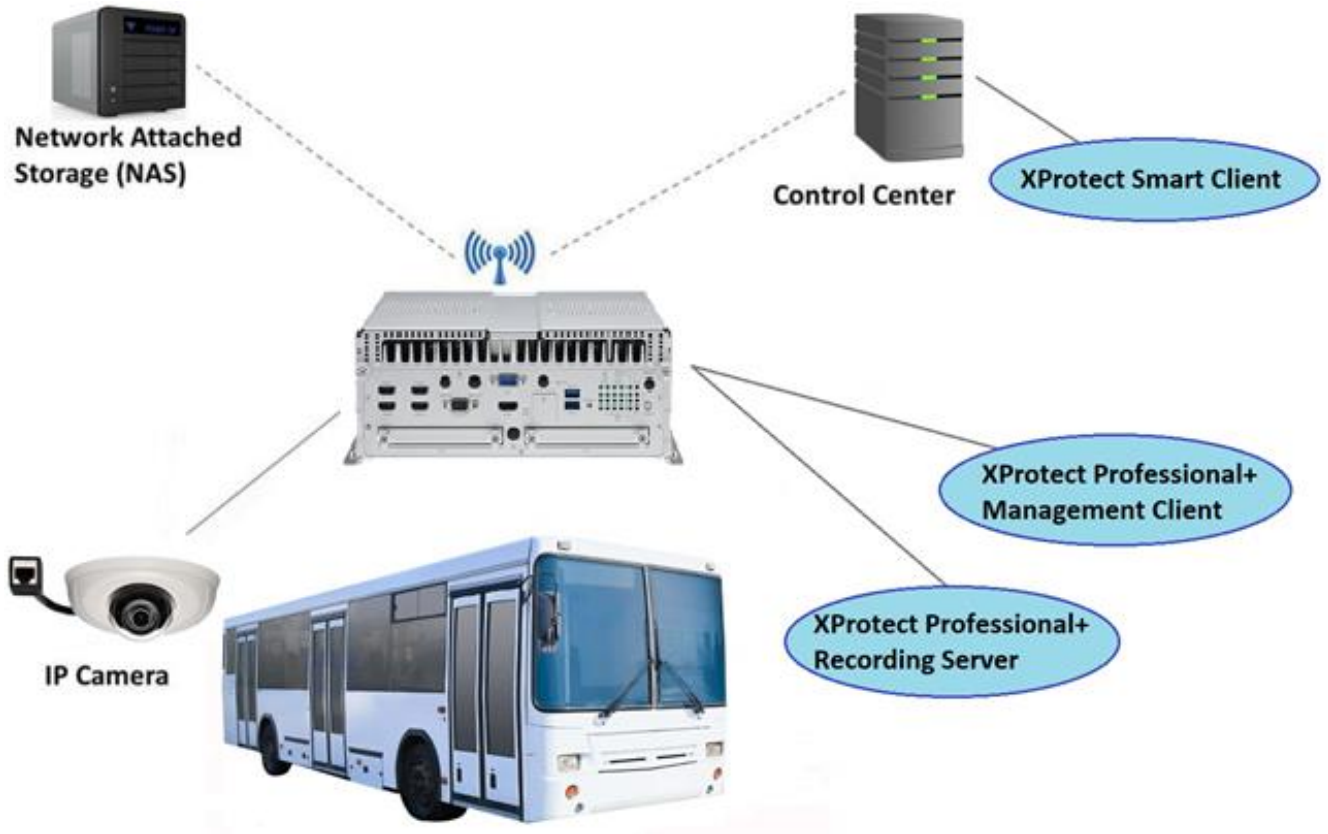 Network Attached
Storage (NAS)
Control Center
XProtect Smart Client
XProtect Professional+
Management Client
XProtect Professional+
Recording Server
IP Camera